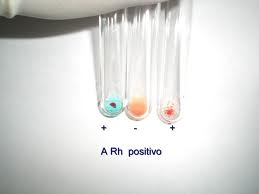 + - +
A Rh positivo